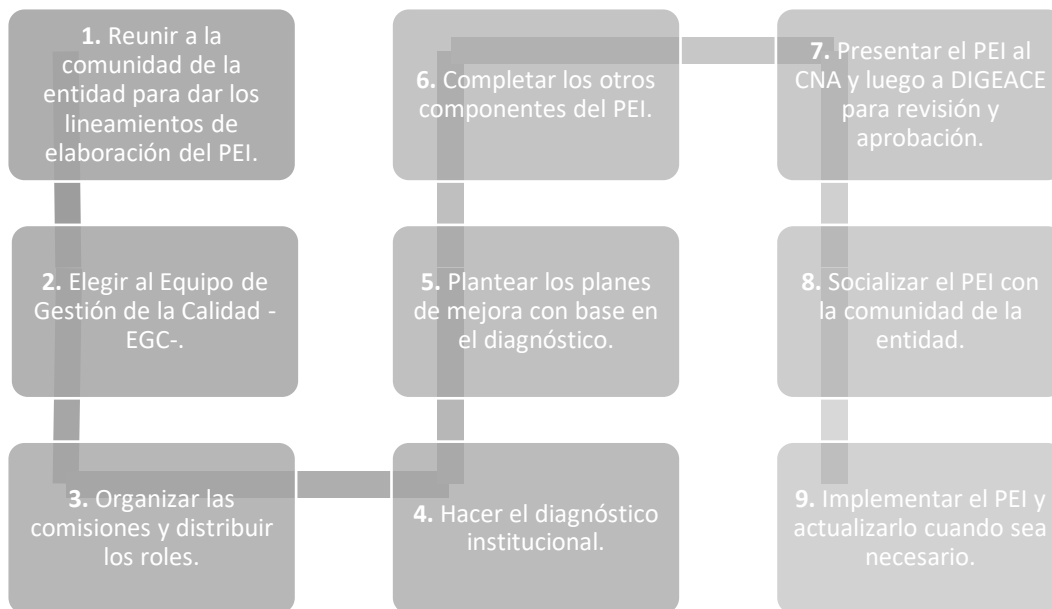 1. Reunir a la
comunidad de la
entidad para dar los
lineamientos de
elaboración del PEI.
2. Elegir al Equipo de
Gestión de la Calidad -
EGC-.
3. Organizar las
comisiones y distribuir
los roles.
4. Hacer el diagnóstico
institucional.
5. Plantear los planes
de mejora con base en
el diagnóstico.
6. Completar los otros
componentes del PEI.
7. Presentar el PEI al
CNA y luego a DIGEACE
para revisión y
aprobación.
8. Socializar el PEI con
la comunidad de la
entidad.
9. Implementar el PEI y
actualizarlo cuando sea
necesario.